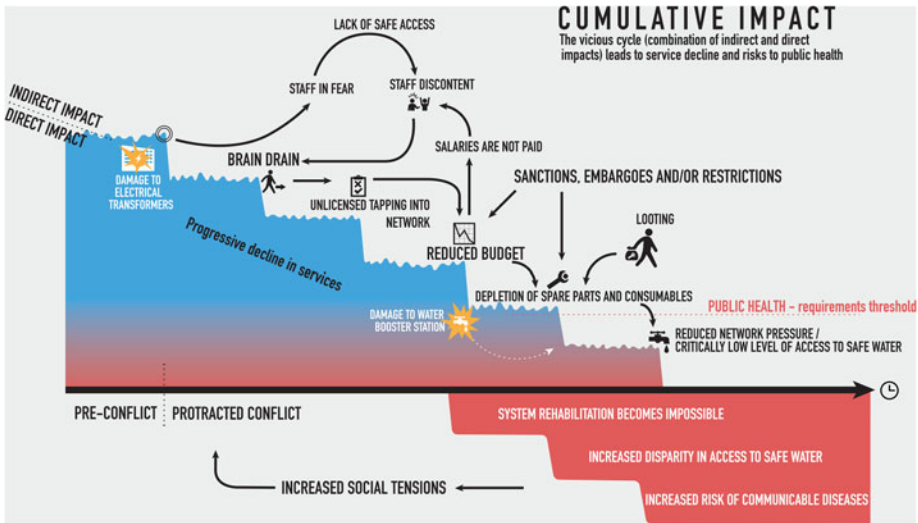 CUMULATIVE IMPACT
The vicious cycle (combination of indirect and direct
impacts) leads to service decline and risks to public health
LACK OF SAFE ACCESS
STAFF IN FEAR
STAFF DISCONTENT
INDIRECT IMPACT
DIRECT IMPACT
BRAIN DRAIN
SALARIES ARE NOT PAID
DAMAGE TO
ELECTRICAL
TRANSFORMERS
UNLICENSED TAPPING INTO
NETWORK
SANCTIONS, EMBARGOES AND/OR RESTRICTIONS
LOOTING
Progressive decline in services
REDUCED BUDGET
DEPLETION OF SPARE PARTS AND CONSUMABLES
PUBLIC HEALTH – requirements threshold
DAMAGE TO WATER
BOOSTER STATION
REDUCED NETWORK PRESSURE /
CRITICALLY LOW LEVEL OF ACCESS TO SAFE WATER
PRE-CONFLICT
PROTRACTED CONFLICT
SYSTEM REHABILITATION BECOMES IMPOSSIBLE
INCREASED DISPARITY IN ACCESS TO SAFE WATER
INCREASED SOCIAL TENSIONS
INCREASED RISK OF COMMUNICABLE DISEASES